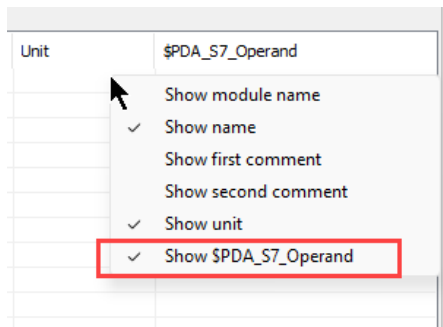 Unit $PDA_S7_Operand
Show module name
Show name
Show first comment
Show second comment
Show unit
Show $PDA_S7_Operand